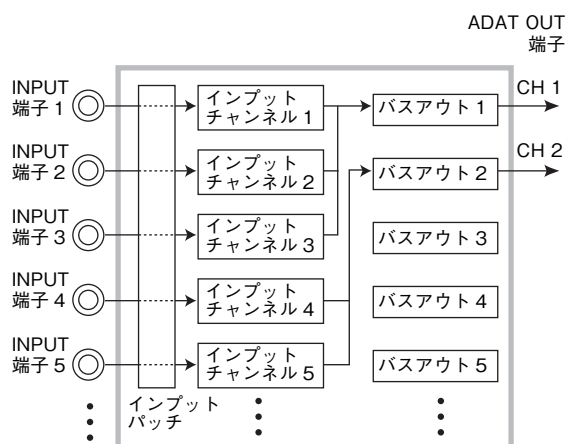 ADAT OUT
端子
INPUT
端子 1
インプット
チャンネル 1
バスアウト 1
CH 1
INPUT
端子 2
インプット
チャンネル 2
バスアウト 2
CH 2
INPUT
端子 3
インプット
チャンネル 3
バスアウト 3
INPUT
端子 4
インプット
チャンネル 4
バスアウト 4
INPUT
端子 5
インプット
チャンネル 5
バスアウト 5
インプット
パッチ